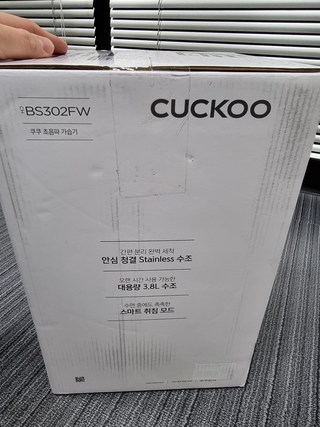 BS302FW
CUCKOO
쿠쿠 초음파 가습기
간편 분리 완벽 세척
안심 청결 Stainless 수조
오랜 시간 사용 가능한
대용량 3.8L 수조
수면 중에도 촉촉한
스마트 취침 모드